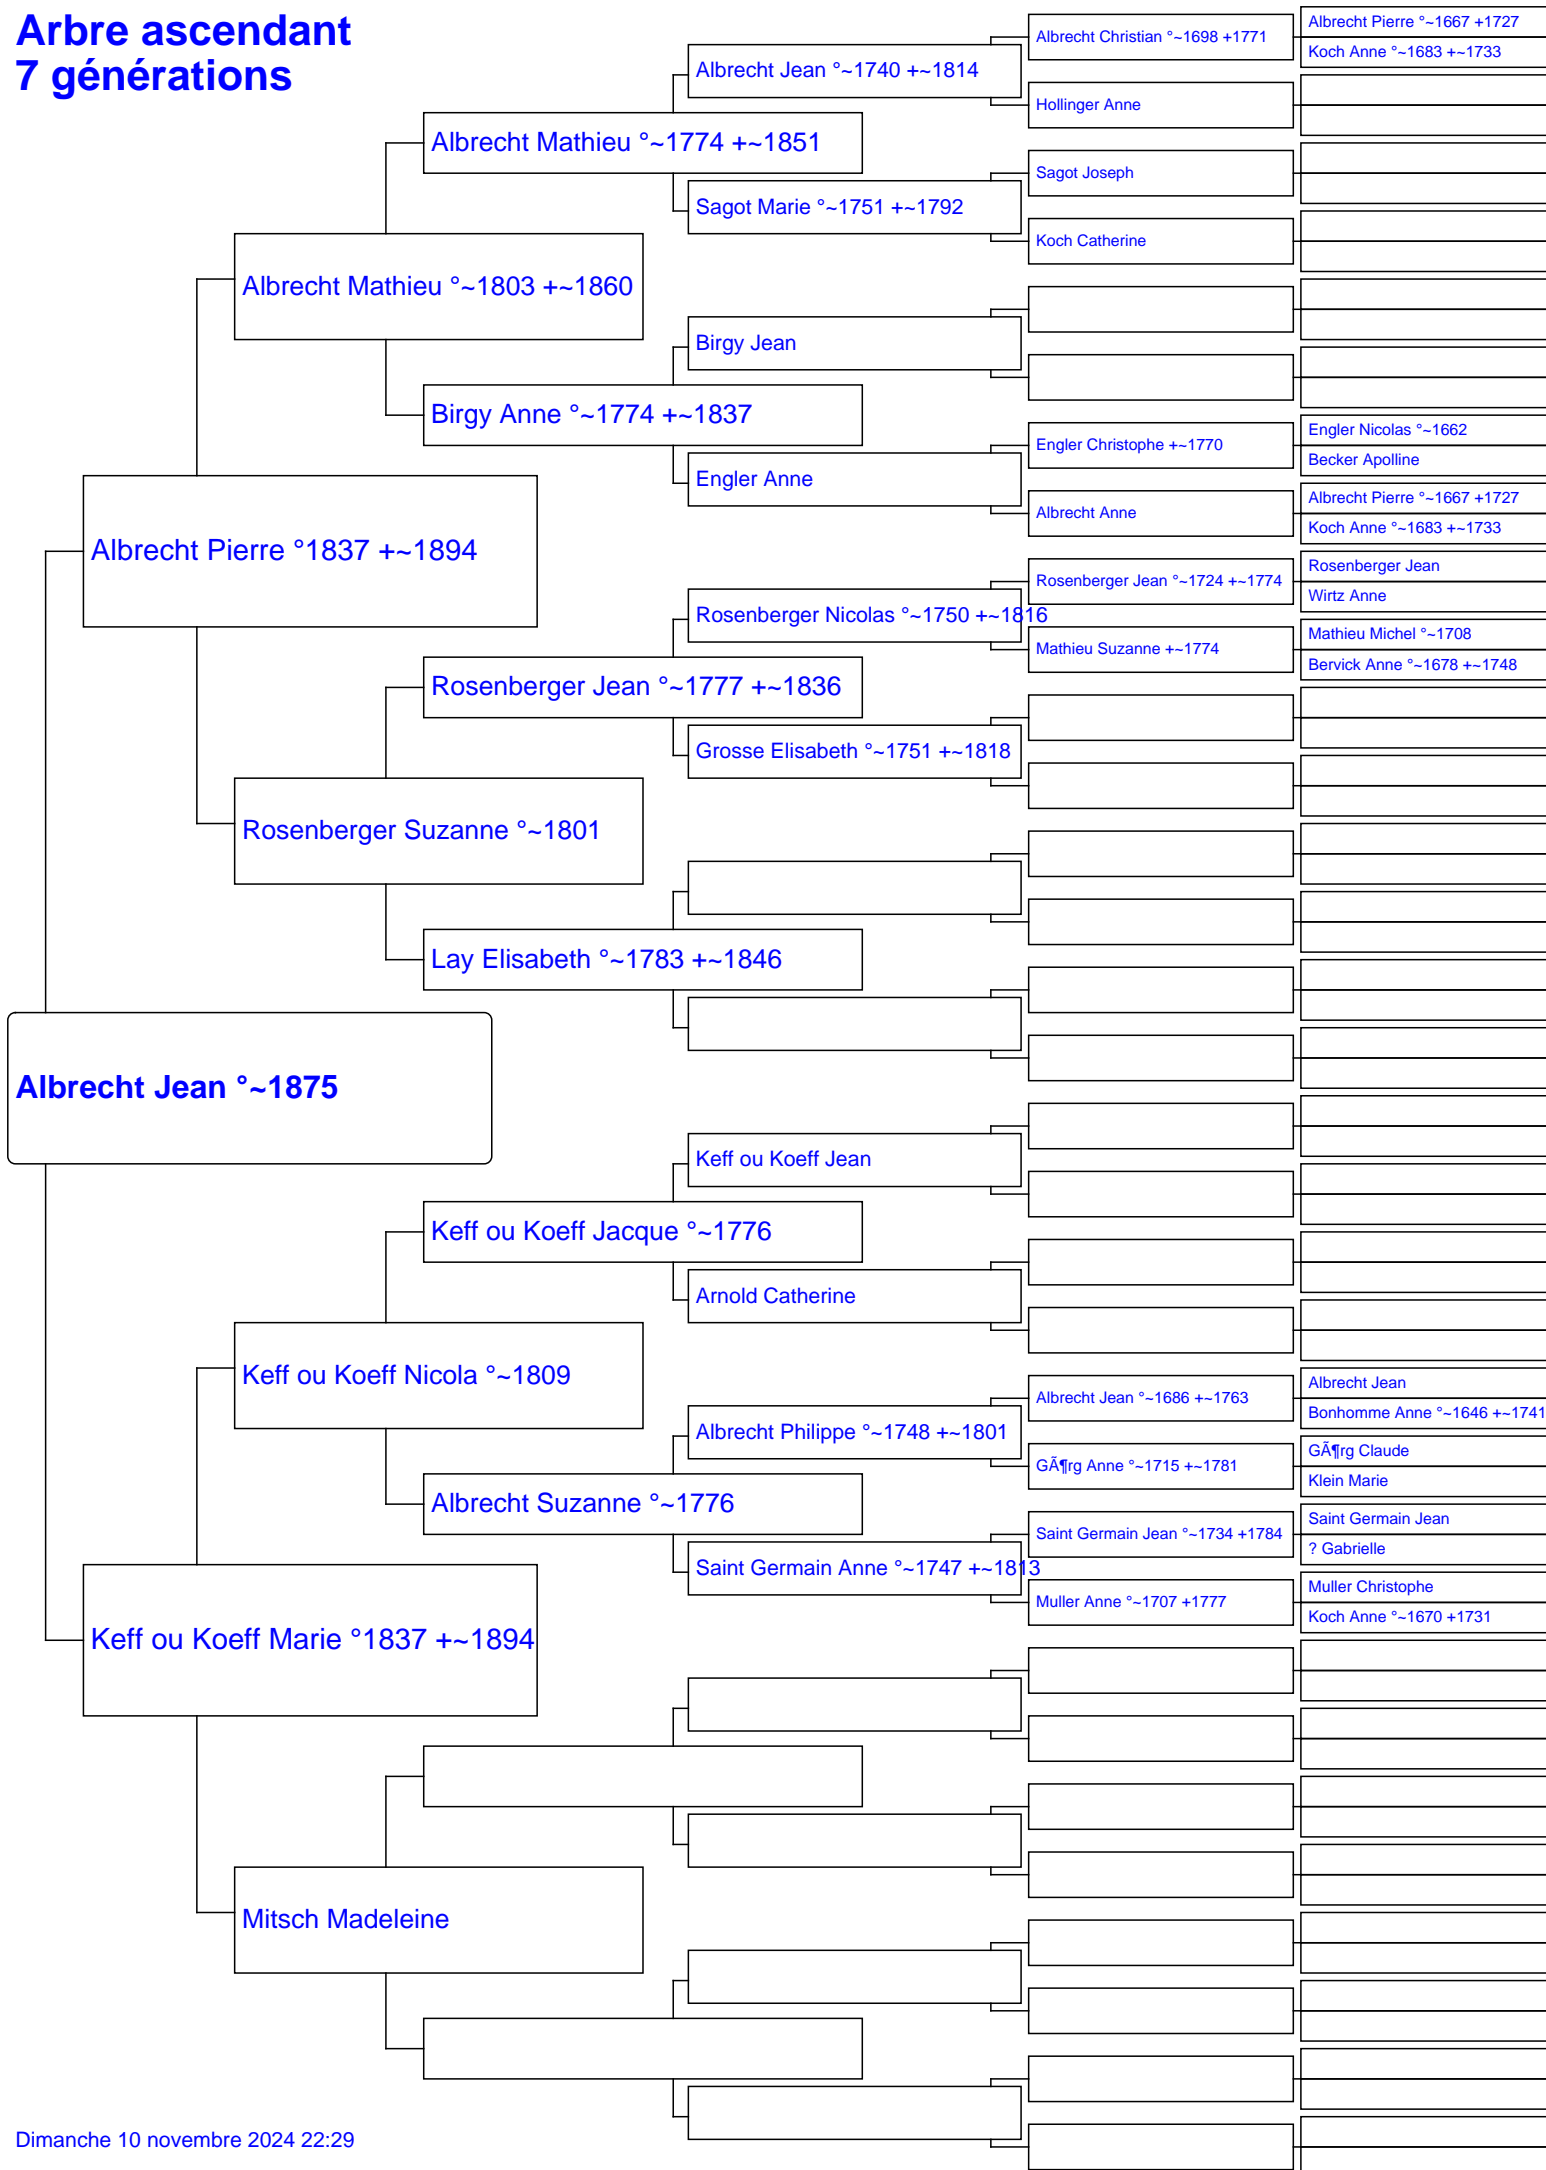 Arbre ascendant
7 générations
Albrecht Jean °~1875
Albrecht Pierre °1837 +~1894
Keff ou Koeff Marie °1837 +~1894
Albrecht Mathieu °~1803 +~1860
Rosenberger Suzanne °~1801
Keff ou Koeff Nicola °~1809
Mitsch Madeleine
Albrecht Mathieu °~1774 +~1851
Birgy Anne °~1774 +~1837
Rosenberger Jean °~1777 +~1836
Lay Elisabeth °~1783 +~1846
Keff ou Koeff Jacque °~1776
Albrecht Suzanne °~1776
Albrecht Jean °~1740 +~1814
Sagot Marie °~1751 +~1792
Birgy Jean
Engler Anne
Rosenberger Nicolas °~1750 +~1816
Grosse Elisabeth °~1751 +~1818
Keff ou Koeff Jean
Arnold Catherine
Albrecht Philippe °~1748 +~1801
Saint Germain Anne °~1747 +~1813
Albrecht Christian °~1698 +1771
Hollinger Anne
Sagot Joseph
Koch Catherine
Engler Christophe +~1770
Albrecht Anne
Rosenberger Jean °~1724 +~1774
Mathieu Suzanne +~1774
Albrecht Jean °~1686 +~1763
GÃ¶rg Anne °~1715 +~1781
Saint Germain Jean °~1734 +1784
Muller Anne °~1707 +1777
Albrecht Pierre °~1667 +1727
Koch Anne °~1683 +~1733
Engler Nicolas °~1662
Becker Apolline
Albrecht Pierre °~1667 +1727
Koch Anne °~1683 +~1733
Rosenberger Jean
Wirtz Anne
Mathieu Michel °~1708
Bervick Anne °~1678 +~1748
Albrecht Jean
Bonhomme Anne °~1646 +~1741
GÃ¶rg Claude
Klein Marie
Saint Germain Jean
? Gabrielle
Muller Christophe
Koch Anne °~1670 +1731
Dimanche 10 novembre 2024 22:29